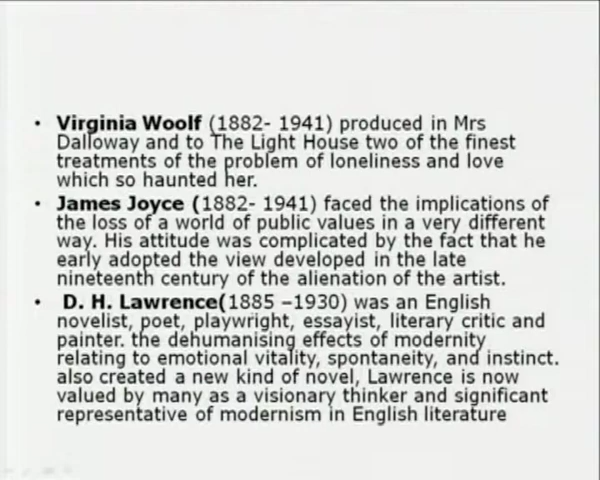 • Virginia Woolf (1882- 1941) produced in Mrs
Dalloway and to The Light House two of the finest
treatments of the problem of loneliness and love
which so haunted her.
• James Joyce (1882- 1941) faced the implications of
the loss of a world of public values in a very different
way. His attitude was complicated by the fact that he
early adopted the view developed in the late
nineteenth century of the alienation of the artist.
• D. H. Lawrence(1885 –1930) was an English
novelist, poet, playwright, essayist, literary critic and
painter. the dehumanising effects of modernity
relating to emotional vitality, spontaneity, and instinct.
also created a new kind of novel, Lawrence is now
valued by many as a visionary thinker and significant
representative of modernism in English literature